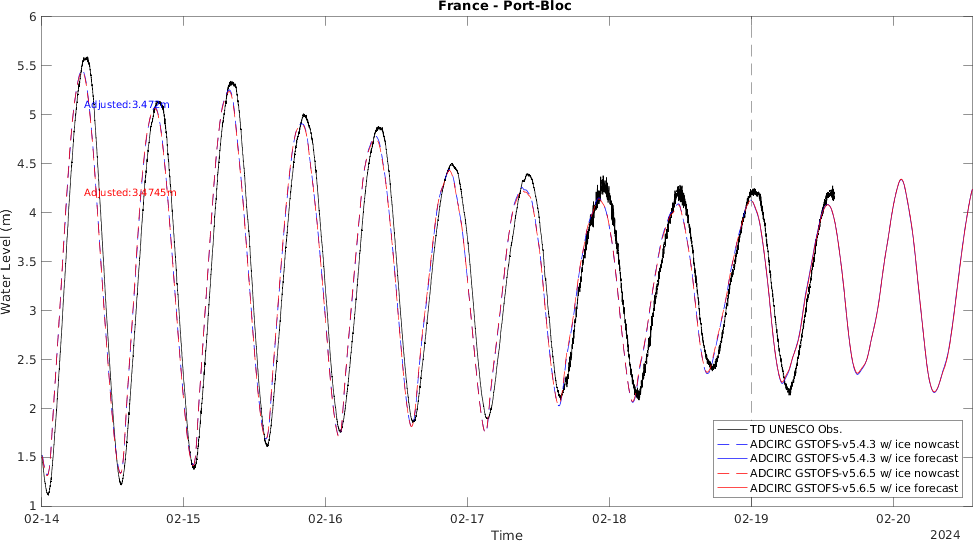 France - Port-Bloc
6
5.5
5
4.5
4
3.5
3
2.5
2
1.5
1
Water Level (m)
Adjusted:3.4745m
TD UNESCO Obs.
ADCIRC GSTOFS-v5.4.3 w/ ice nowcast
ADCIRC GSTOFS-v5.4.3 w/ ice forecast
ADCIRC GSTOFS-v5.6.5 w/ ice nowcast
ADCIRC GSTOFS-v5.6.5 w/ ice forecast
02-14 02-15 02-16 02-17 02-18 02-19 02-20
Time
2024